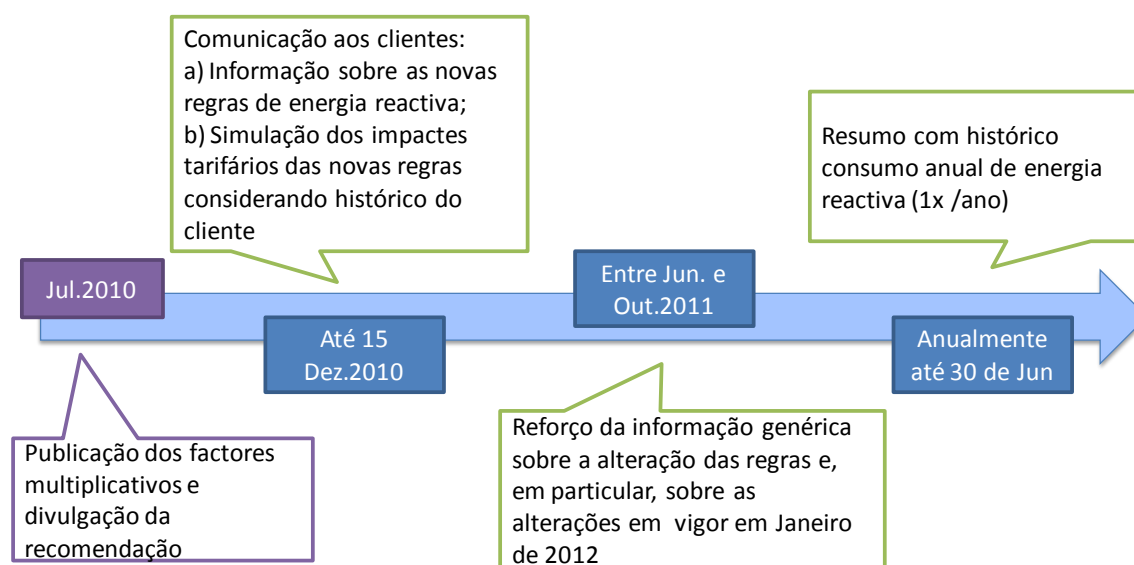 Comunicação aos clientes:
a) Informação sobre as novas
regras de energia reactiva;
b) Simulação dos impactes
tarifários das novas regras
considerando histórico do
cliente
Resumo com histórico
consumo anual de energia
reactiva (1x /ano)
Jul.2010
Entre Jun. e
Out.2011
Até 15
Dez.2010
Anualmente
até 30 de Jun
Publicação dos factores
multiplicativos e
divulgação da
recomendação
Reforço da informação genérica
sobre a alteração das regras e,
em particular, sobre as
alterações em vigor em Janeiro
de 2012